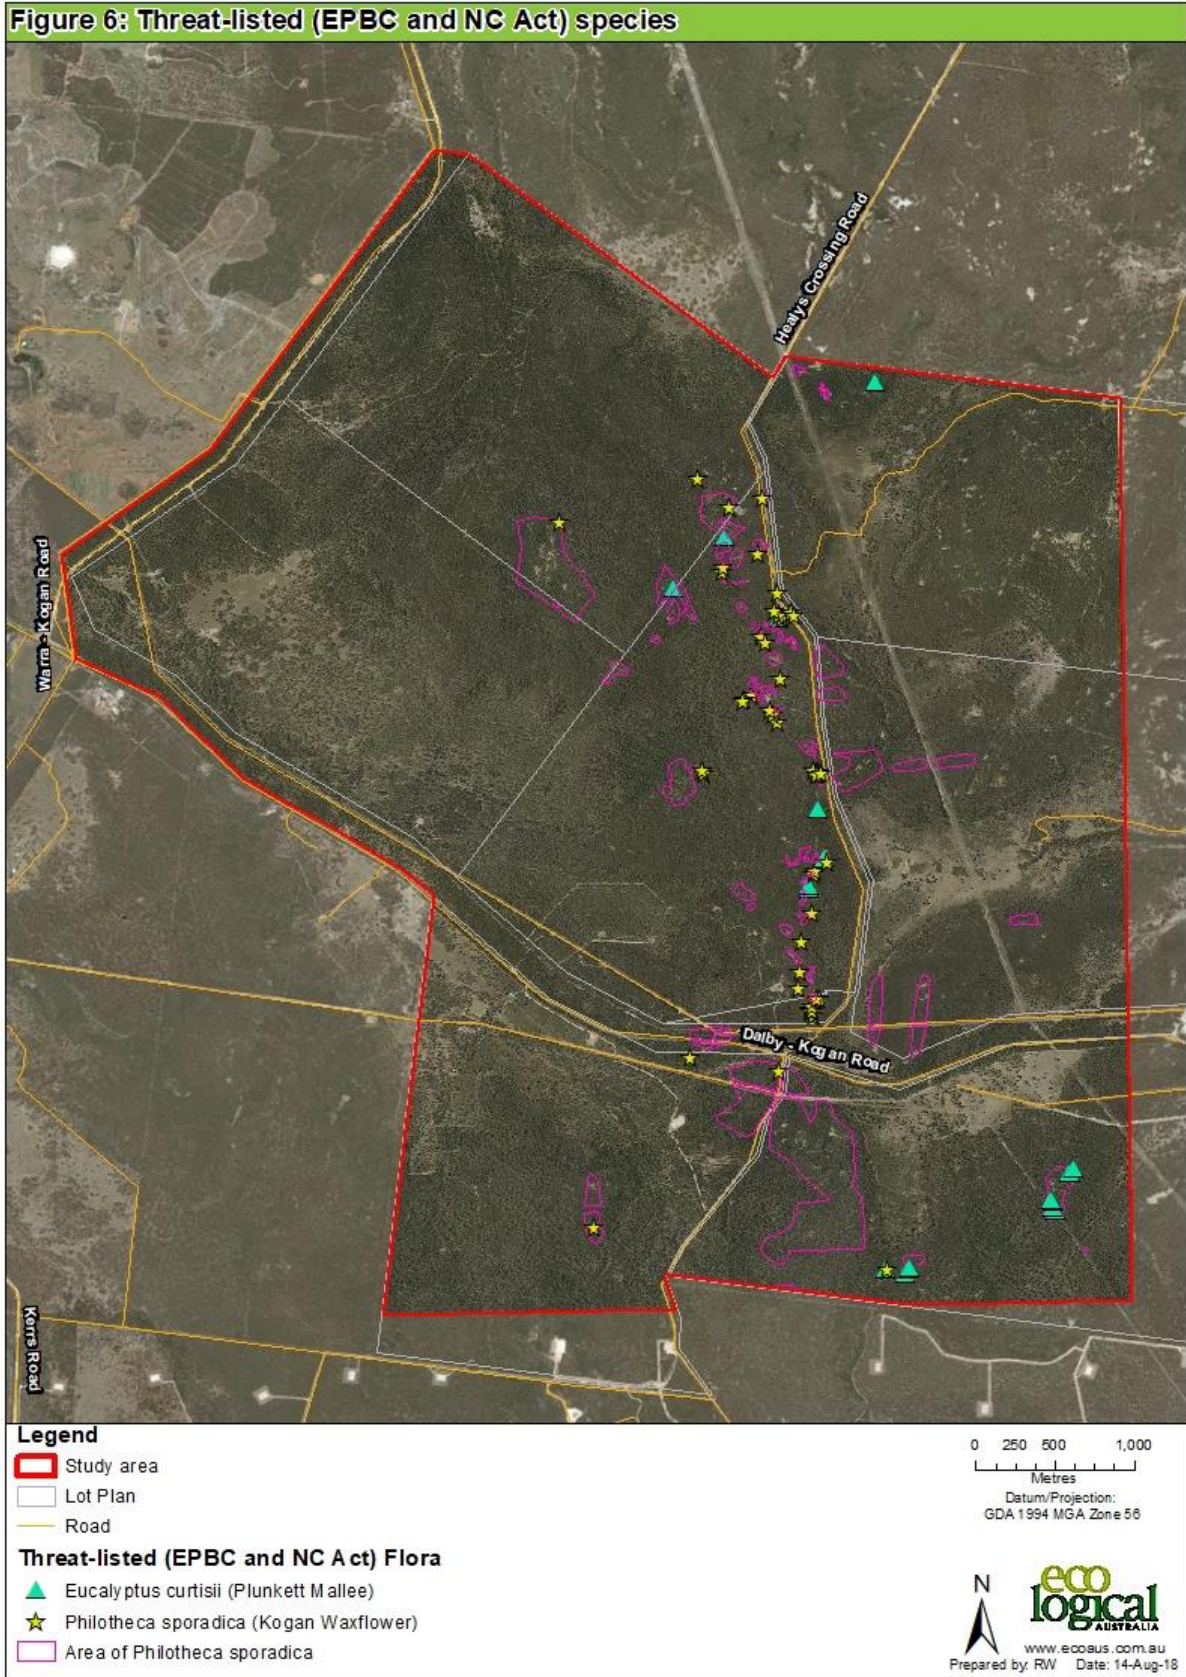 Figure 6: Threat-listed (EPBC and NC Act) species
Healys Crossing Road
Warra - Kogan Road
Dalby - Kogan Road
Kerrs Road
Legend
Study area
Lot Plan
Road
Threat-listed (EPBC and NC Act) Flora
Eucalyptus curtisii (Plunkett Mallee)
Philotheca sporadica (Kogan Waxflower)
Area of Philotheca sporadica
0 250 500 1,000
Metres
Datum/Projection:
GDA 1994 MGA Zone 56
N
eco
logical
AUSTRALIA
www.ecoaus.com.au
Prepared by: RW Date: 14-Aug-18